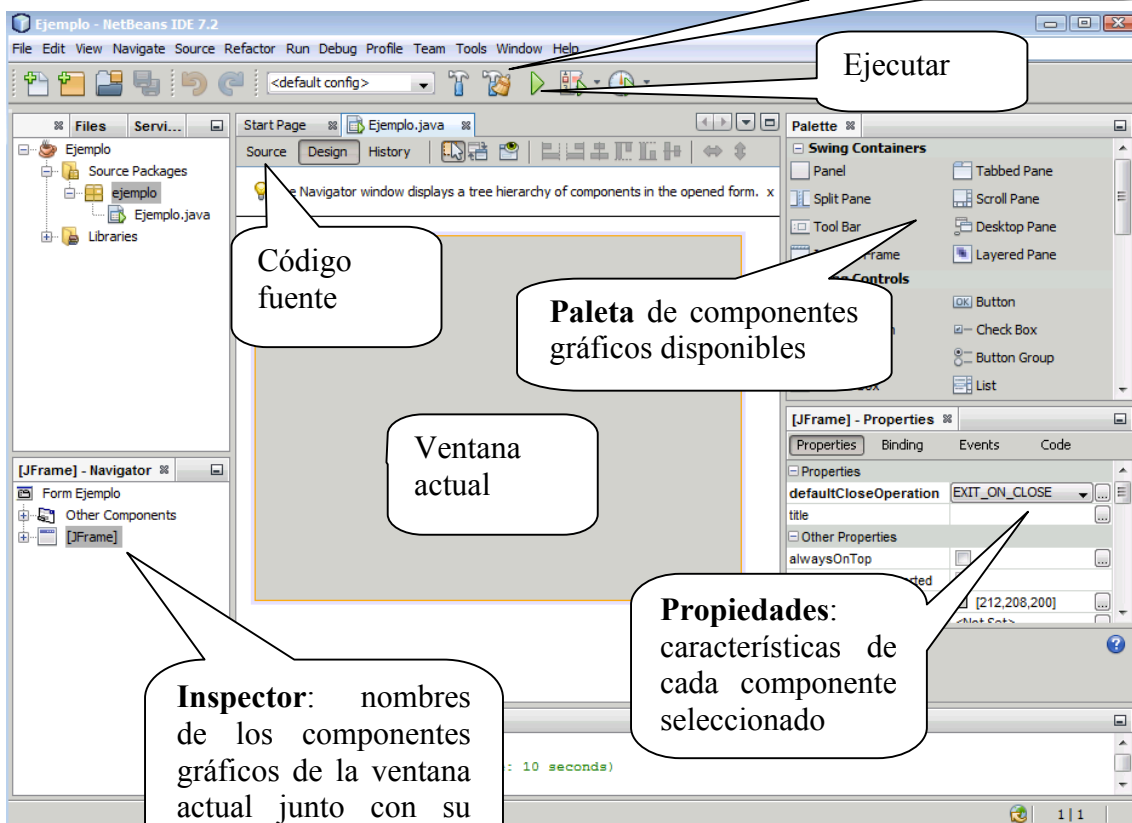 Ejemplo - NetBeans IDE 7.2
File Edit View Navigate Source Refactor Run Debug Profile Team Tools Window Help
Ejecutar
<default config>
Files Servi...
Start Page Ejemplo.java
Palette
Ejemplo
Source Packages
ejemplo
Ejemplo.java
Libraries
Source Design History
Navigator window displays a tree hierarchy of components in the opened form. x
Swing Containers
Panel Tabbed Pane
Split Pane Scroll Pane
Tool Bar Desktop Pane
Layered Pane
Controls
Button
Check Box
Button Group
List
Código
fuente
Paleta de componentes
gráficos disponibles
Ventana
actual
[JFrame] - Navigator
Form Ejemplo
Other Components
[JFrame]
[JFrame] - Properties
Properties Binding Events Code
Properties
defaultCloseOperation EXIT_ON_CLOSE ...
title ...
Other Properties
alwaysOnTop ...
[212,208,200] ...
<Not Set>
Propiedades:
características de
cada componente
seleccionado
Inspector: nombres
de los componentes
gráficos de la ventana
actual junto con su
: 10 seconds)
1 | 1